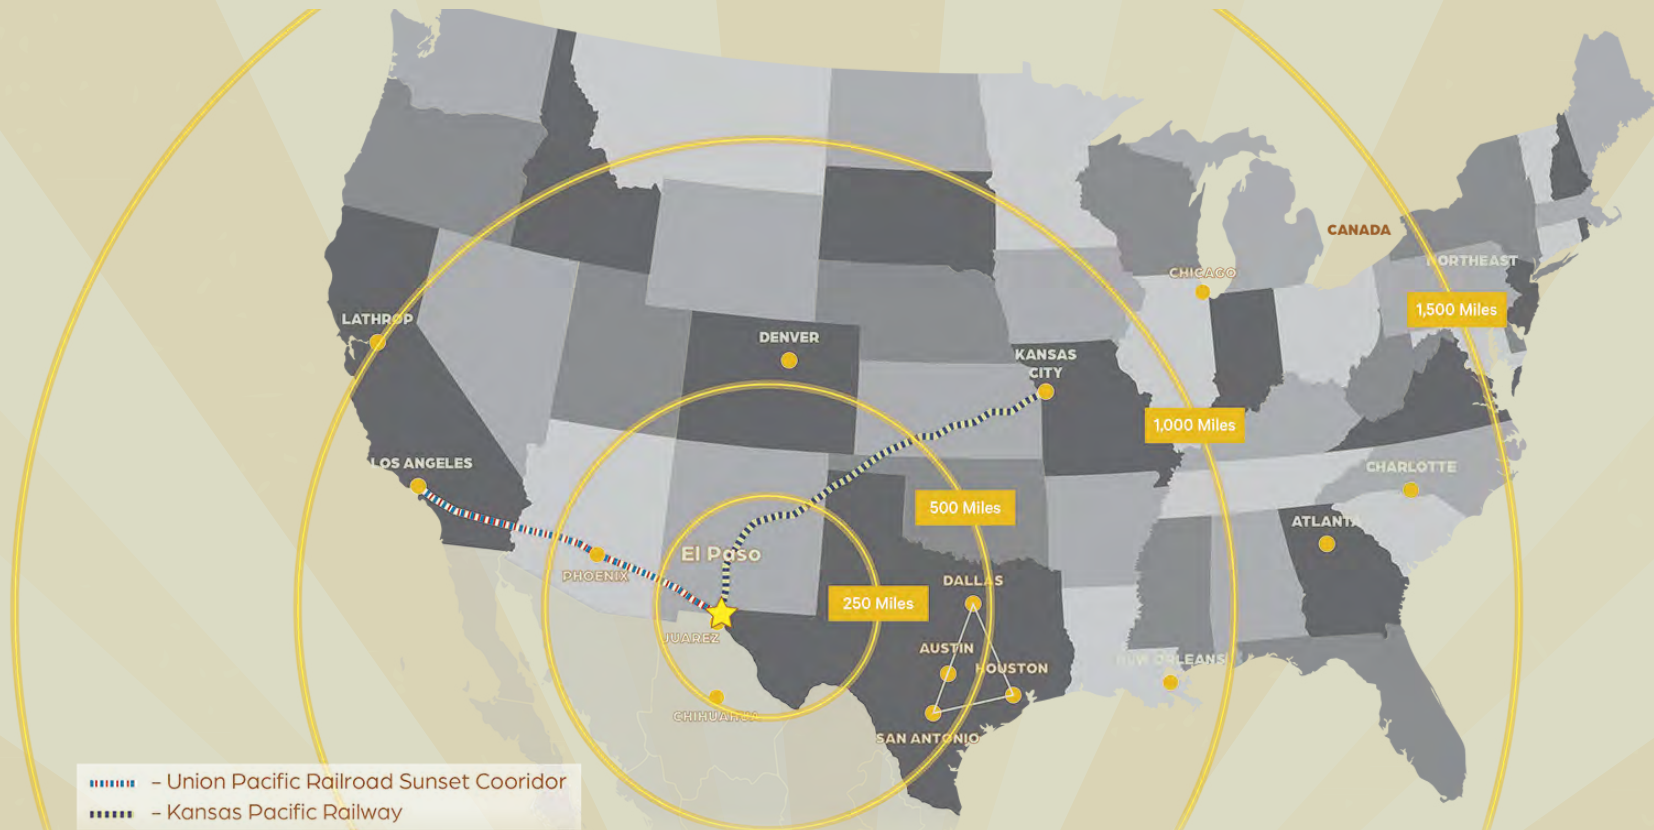 CANADA
NORTHEAST
CHICAGO
1,500 Miles
LATHROP
DENVER
KANSAS
CITY
1,000 Miles
LOS ANGELES
CHARLOTTE
500 Miles
ATLANTA
El Paso
PHOENIX
DALLAS
250 Miles
JUAREZ
AUSTIN
HOUSTON
NEW ORLEANS
CHIHUAHUA
SAN ANTONIO
– Union Pacific Railroad Sunset Cooridor
– Kansas Pacific Railway